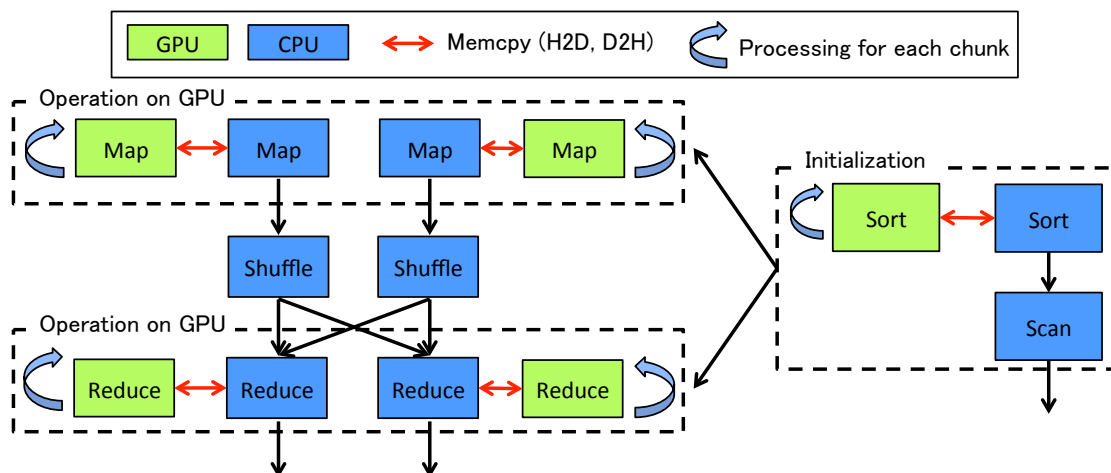 GPU
CPU
Memcpy (H2D, D2H)
Processing for each chunk
Operation on GPU
Map
Map
Map
Map
Initialization
Sort
Sort
Shuffle
Shuffle
Scan
Operation on GPU
Reduce
Reduce
Reduce
Reduce